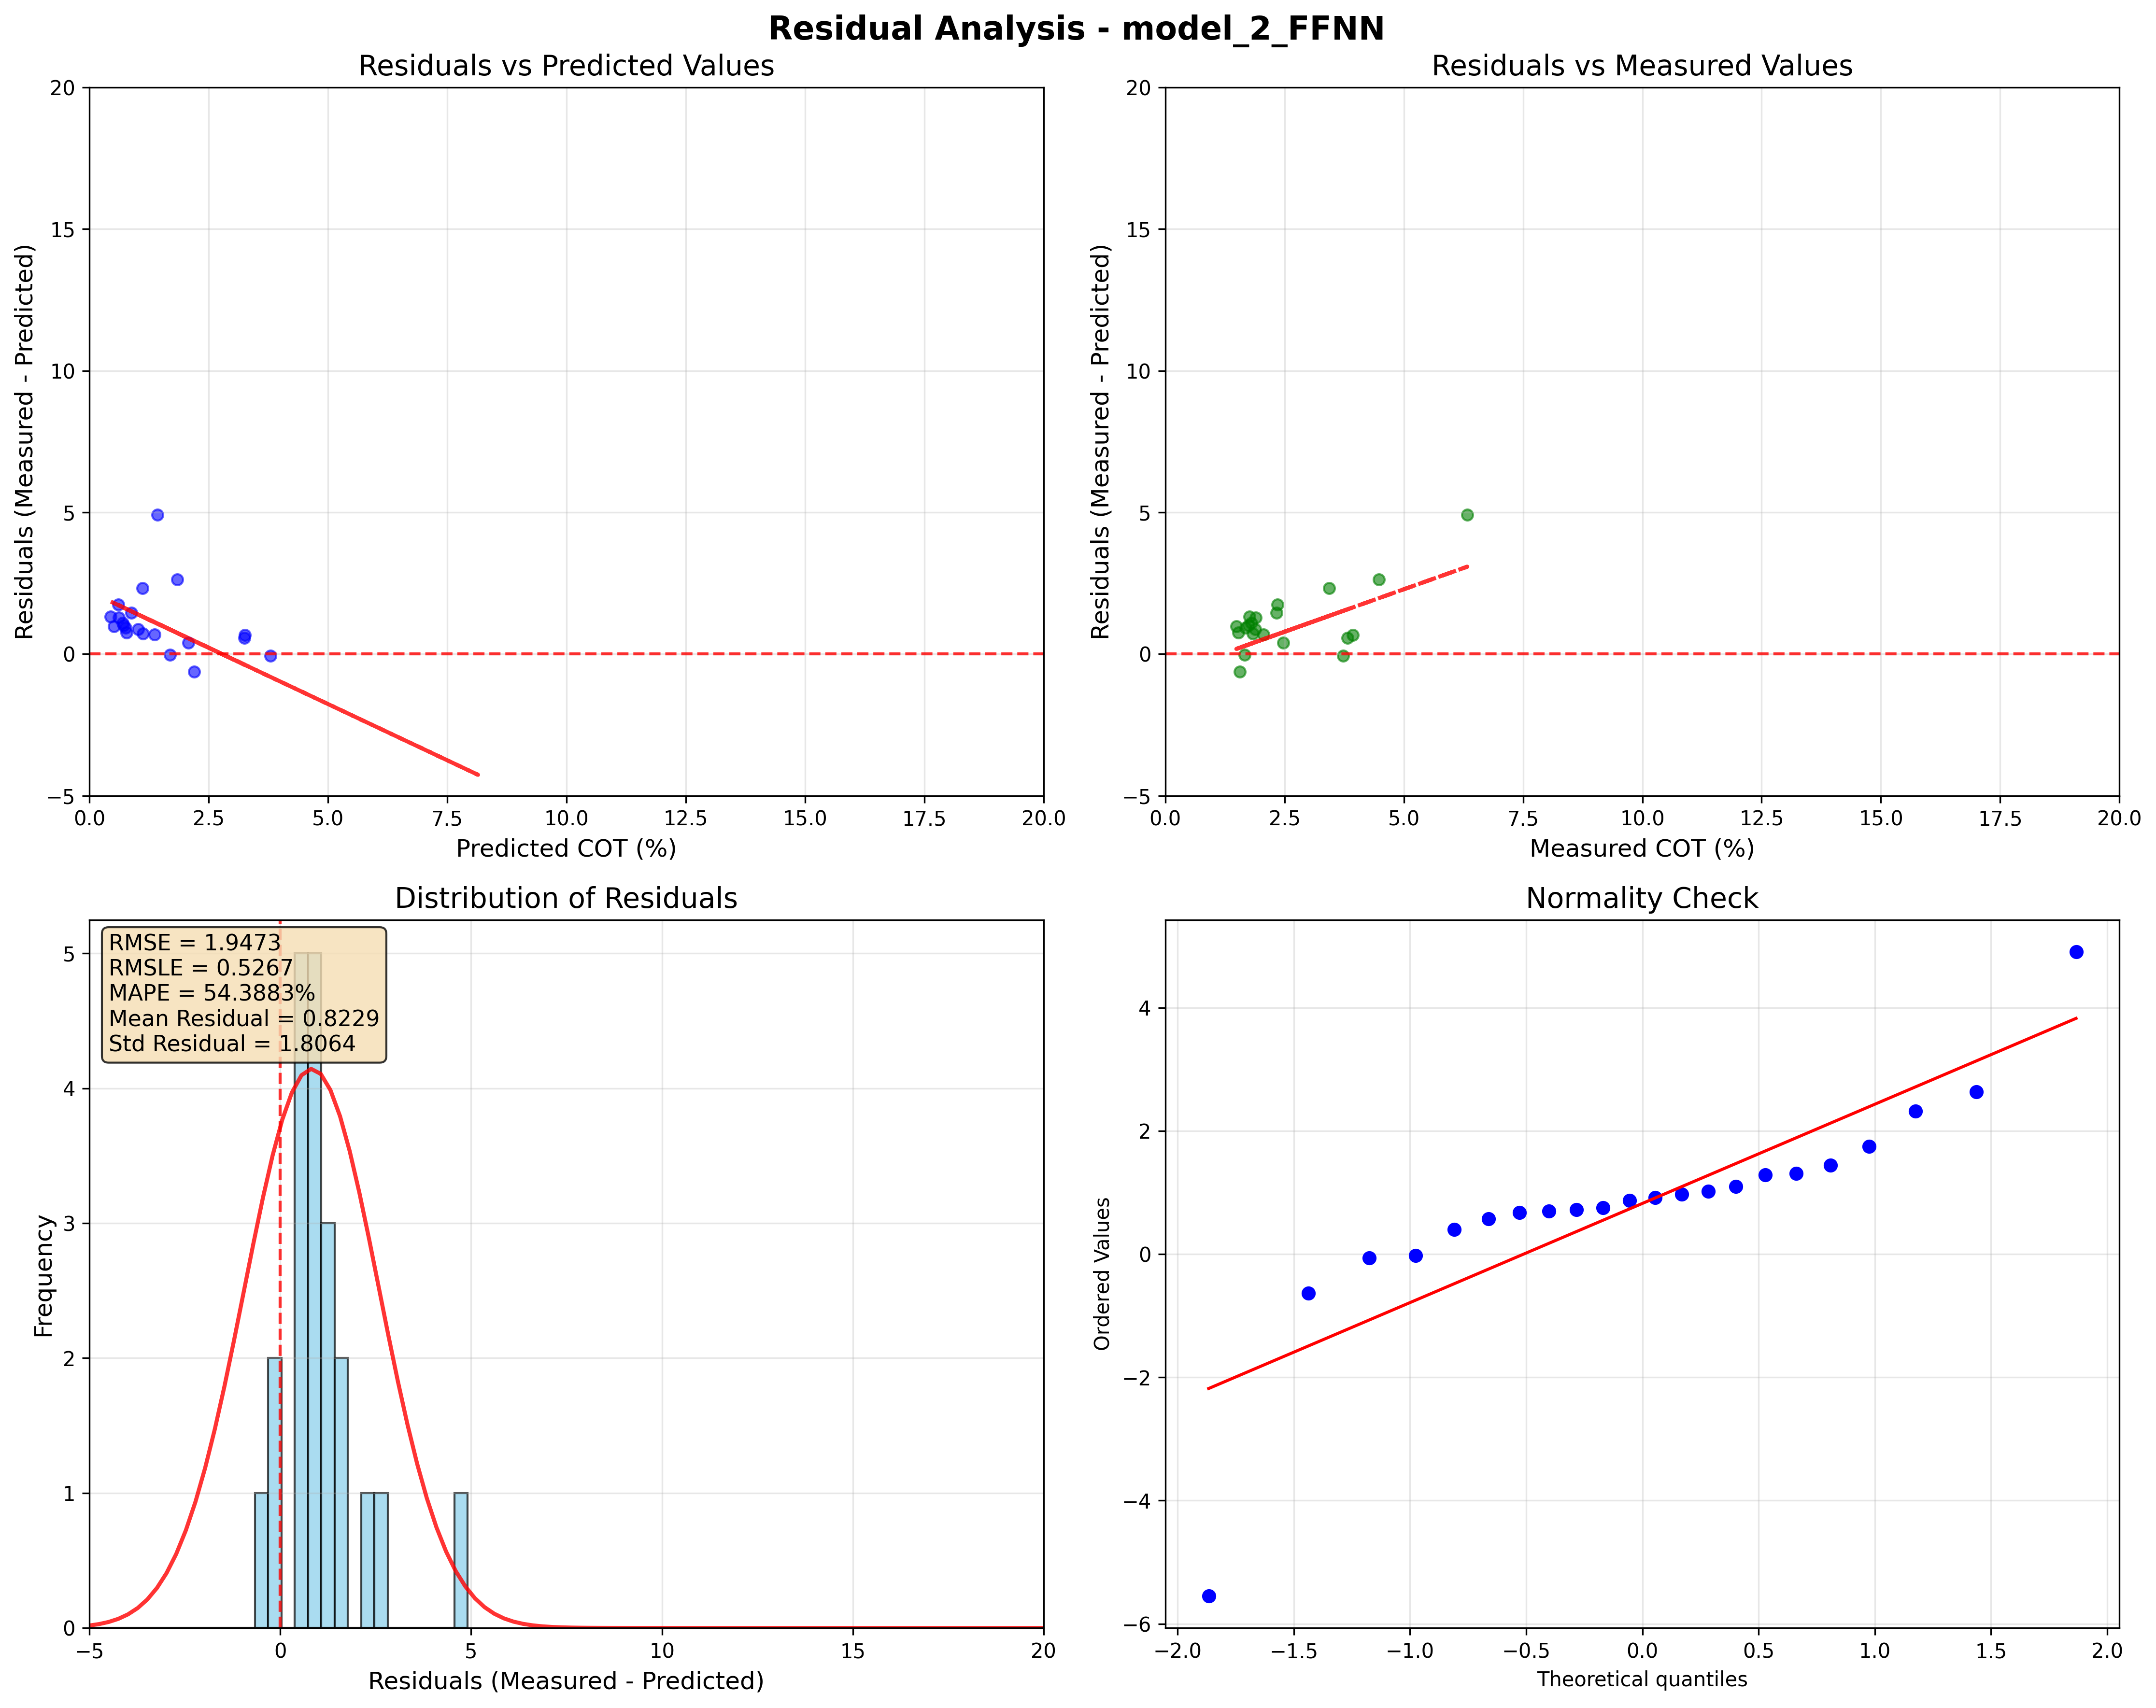 Residual Analysis - model_2_FFNN
Residuals vs Predicted Values
20
15
10
5
0
−5
0.0 2.5 5.0 7.5 10.0 12.5 15.0 17.5 20.0
Residuals (Measured - Predicted)
Predicted COT (%)
Residuals vs Measured Values
20
15
10
5
0
−5
0.0 2.5 5.0 7.5 10.0 12.5 15.0 17.5 20.0
Residuals (Measured - Predicted)
Measured COT (%)
Distribution of Residuals
RMSE = 1.9473
RMSLE = 0.5267
MAPE = 54.3883%
Mean Residual = 0.8229
Std Residual = 1.8064
5
4
3
2
1
0
−5 0 5 10 15 20
Frequency
Residuals (Measured - Predicted)
Normality Check
4
2
0
−2
−4
−6
−2.0 −1.5 −1.0 −0.5 0.0 0.5 1.0 1.5 2.0
Ordered Values
Theoretical quantiles